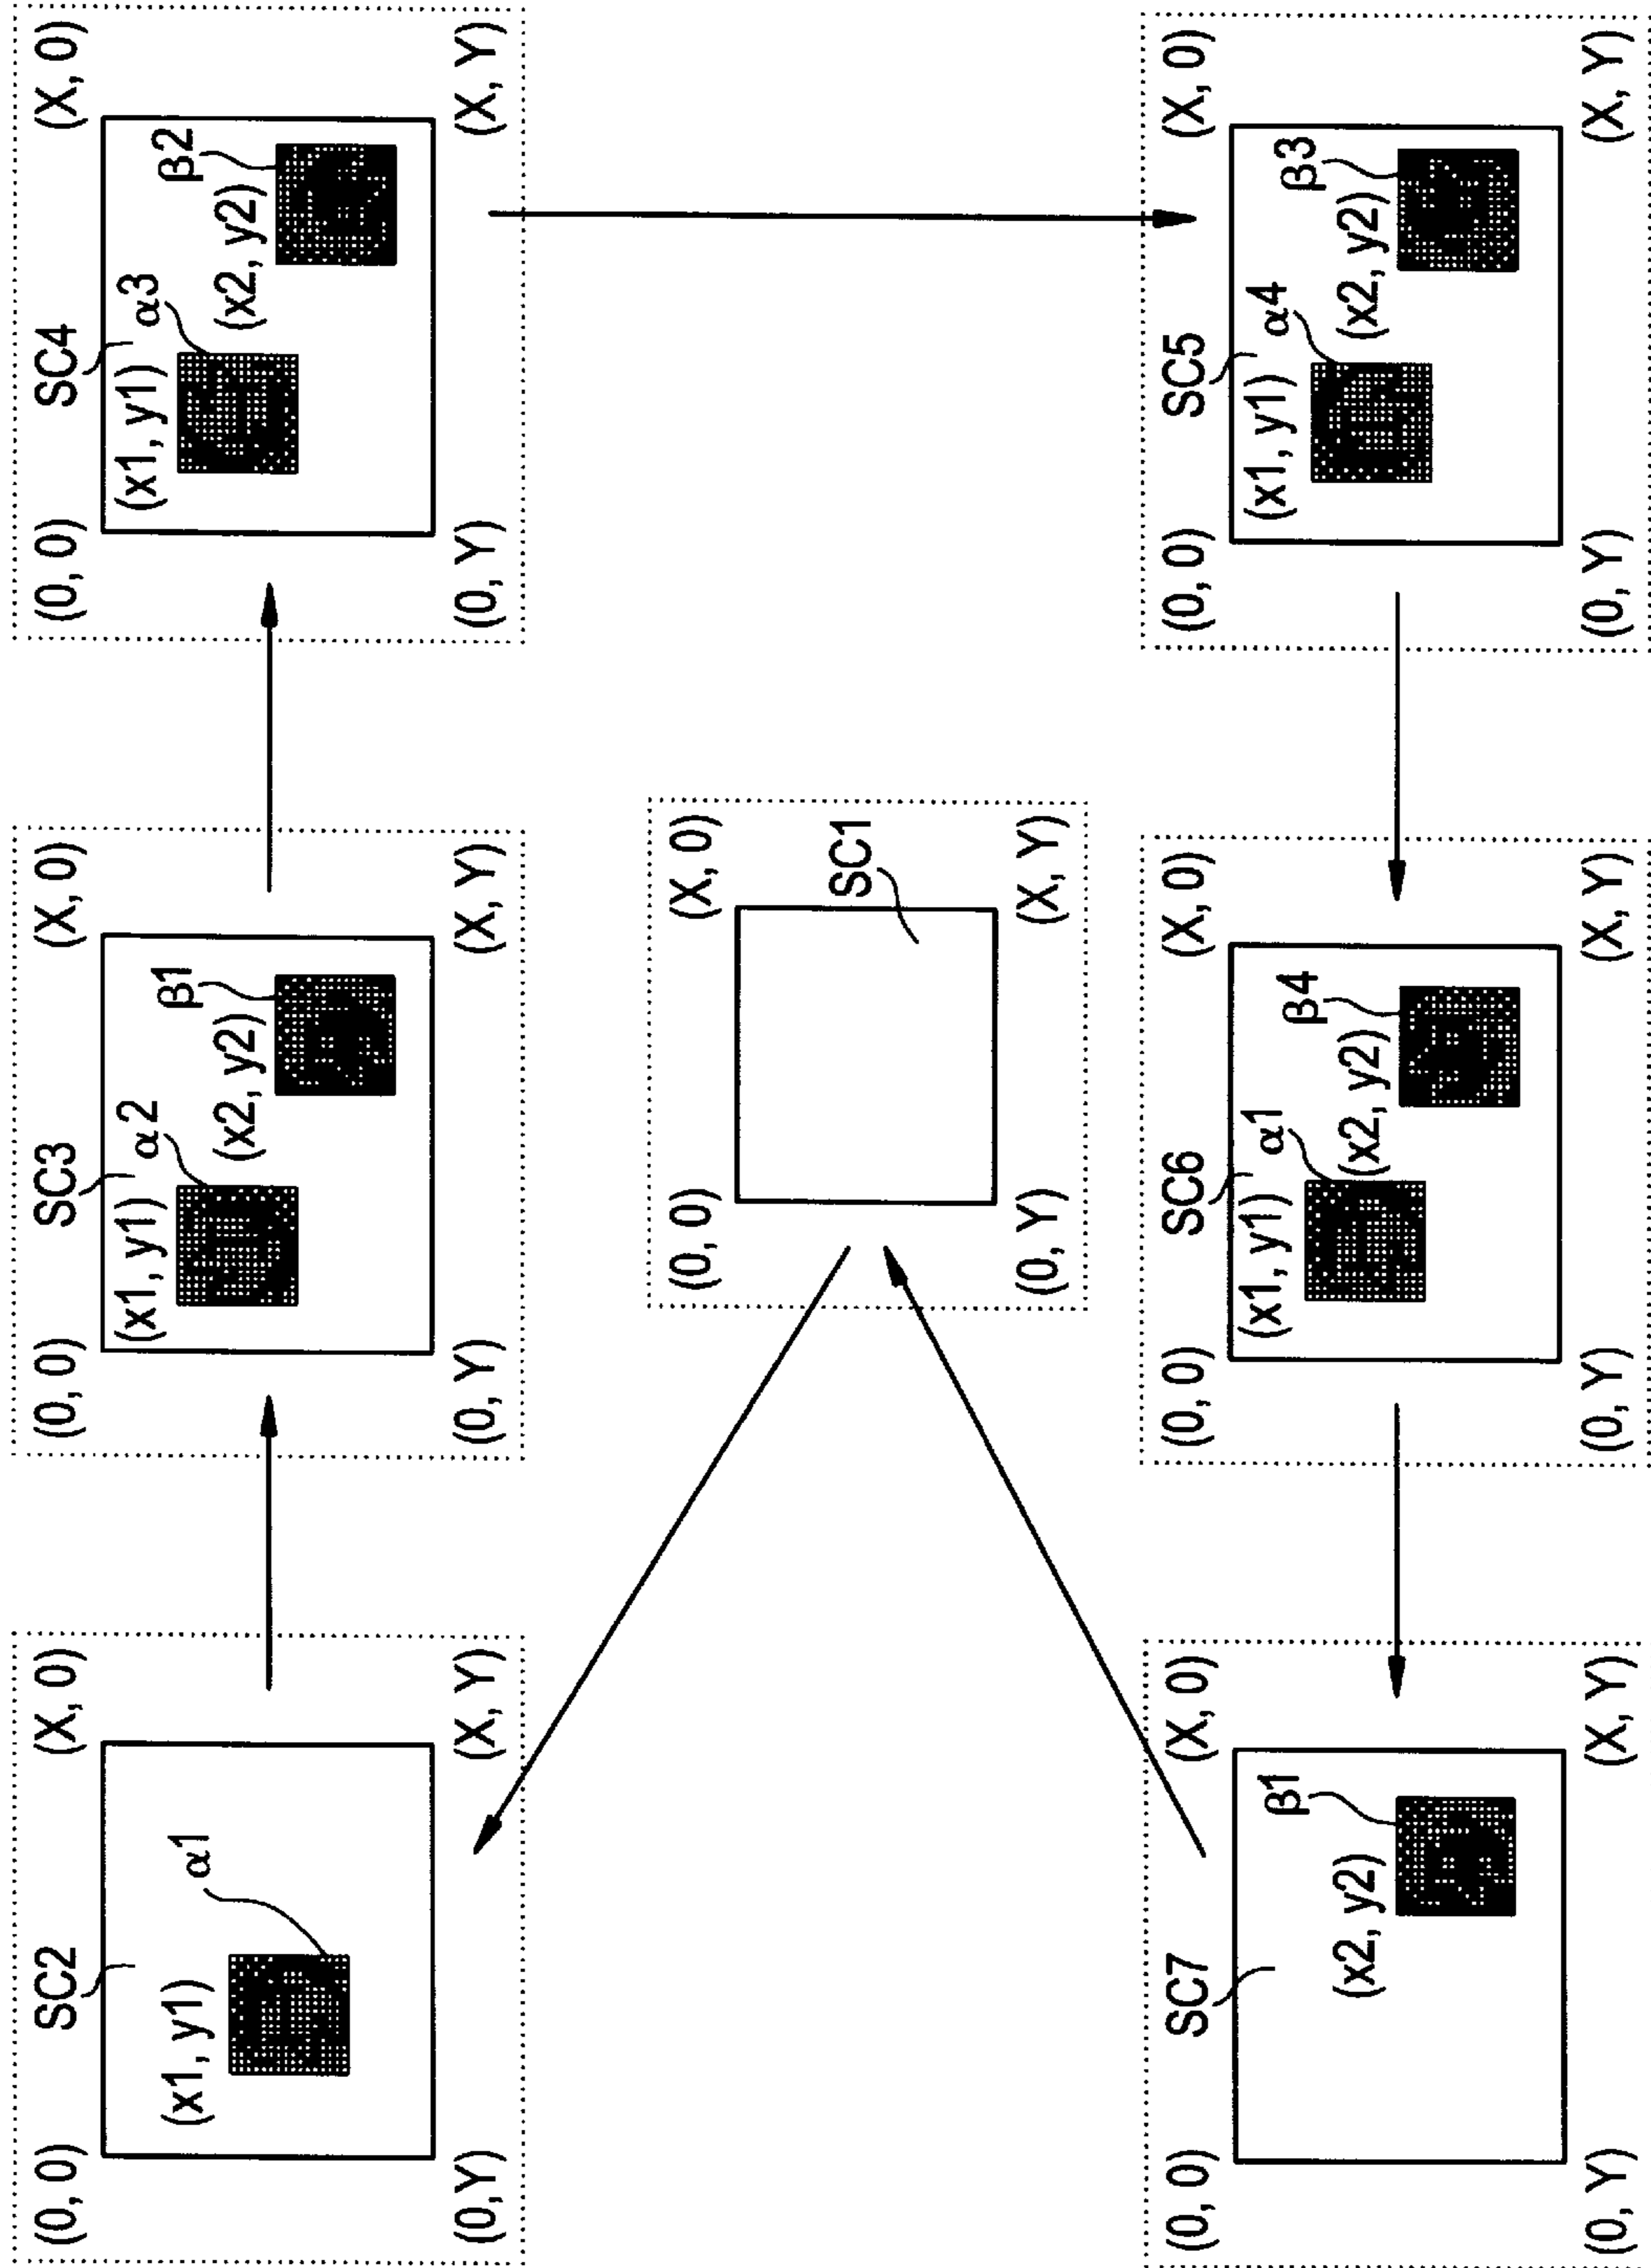 SC2
(0, 0)
(X, 0)
(x1, y1)
α1
(0,Y)
(X, Y)
SC3
(0, 0)
(X, 0)
(x1, y1)
α2
β1
(x2, y2)
(0, Y)
(X, Y)
SC4
(0, 0)
(X, 0)
(x1, y1)
α3
β2
(x2, y2)
(0, Y)
(X, Y)
(0, 0)
(X, 0)
SC1
(0, Y)
(X, Y)
SC7
(0, 0)
(X, 0)
β1
(x2, y2)
(0, Y)
(X, Y)
SC6
(0, 0)
(X, 0)
(x1, y1)
α1
β4
(x2, y2)
(0, Y)
(X, Y)
SC5
(0, 0)
(X, 0)
(x1, y1)
α4
β3
(x2, y2)
(0, Y)
(X, Y)